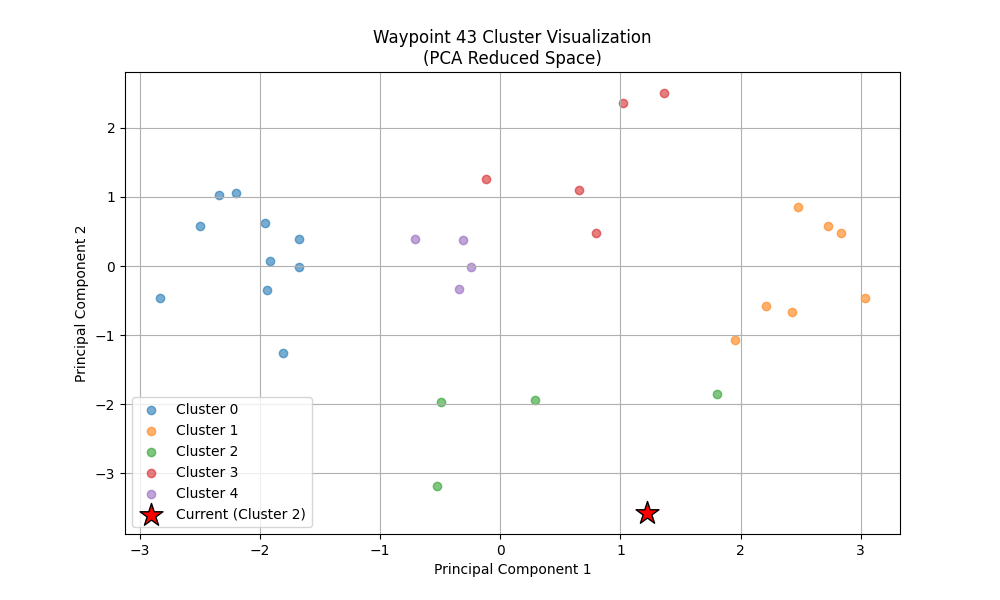 Waypoint 43 Cluster Visualization
(PCA Reduced Space)
Principal Component 2
2
1
0
−1
−2
−3
Cluster 0
Cluster 1
Cluster 2
Cluster 3
Cluster 4
Current (Cluster 2)
−3 −2 −1 0 1 2 3
Principal Component 1